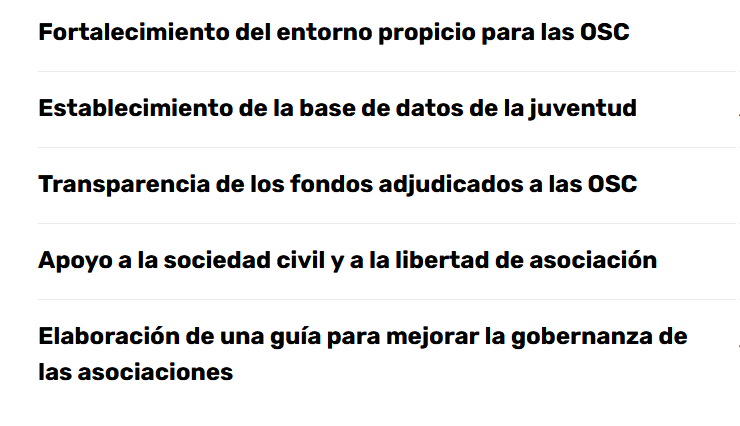 Fortalecimiento del entorno propicio para las OSC
Establecimiento de la base de datos de la juventud
Transparencia de los fondos adjudicados a las OSC
Apoyo a la sociedad civil y a la libertad de asociación
Elaboración de una guía para mejorar la gobernanza de
las asociaciones